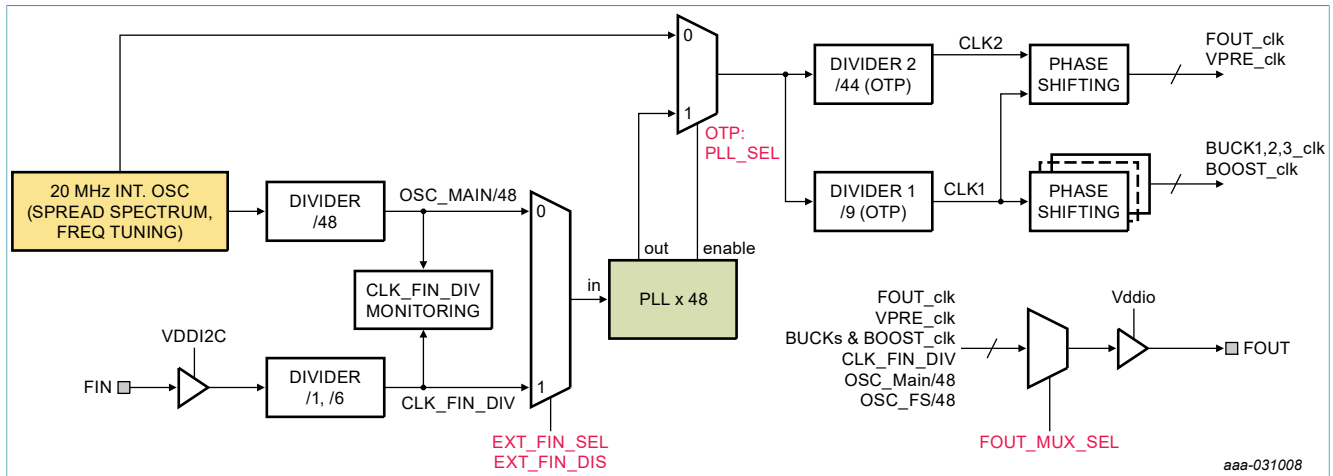 0
1
OTP:
PLL_SEL
DIVIDER 2
/44 (OTP)
CLK2
PHASE
SHIFTING
FOUT_clk
VPRE_clk
DIVIDER 1
/9 (OTP)
CLK1
PHASE
SHIFTING
BUCK1,2,3_clk
BOOST_clk
20 MHz INT. OSC
(SPREAD SPECTRUM,
FREQ TUNING)
DIVIDER
/48
OSC_MAIN/48
0
CLK_FIN_DIV
MONITORING
in
out
enable
PLL x 48
VDDI2C
FIN
DIVIDER
/1, /6
CLK_FIN_DIV
1
EXT_FIN_SEL
EXT_FIN_DIS
FOUT_clk
VPRE_clk
BUCKs & BOOST_clk
CLK_FIN_DIV
OSC_Main/48
OSC_FS/48
Vddio
FOUT
FOUT_MUX_SEL
aaa-031008